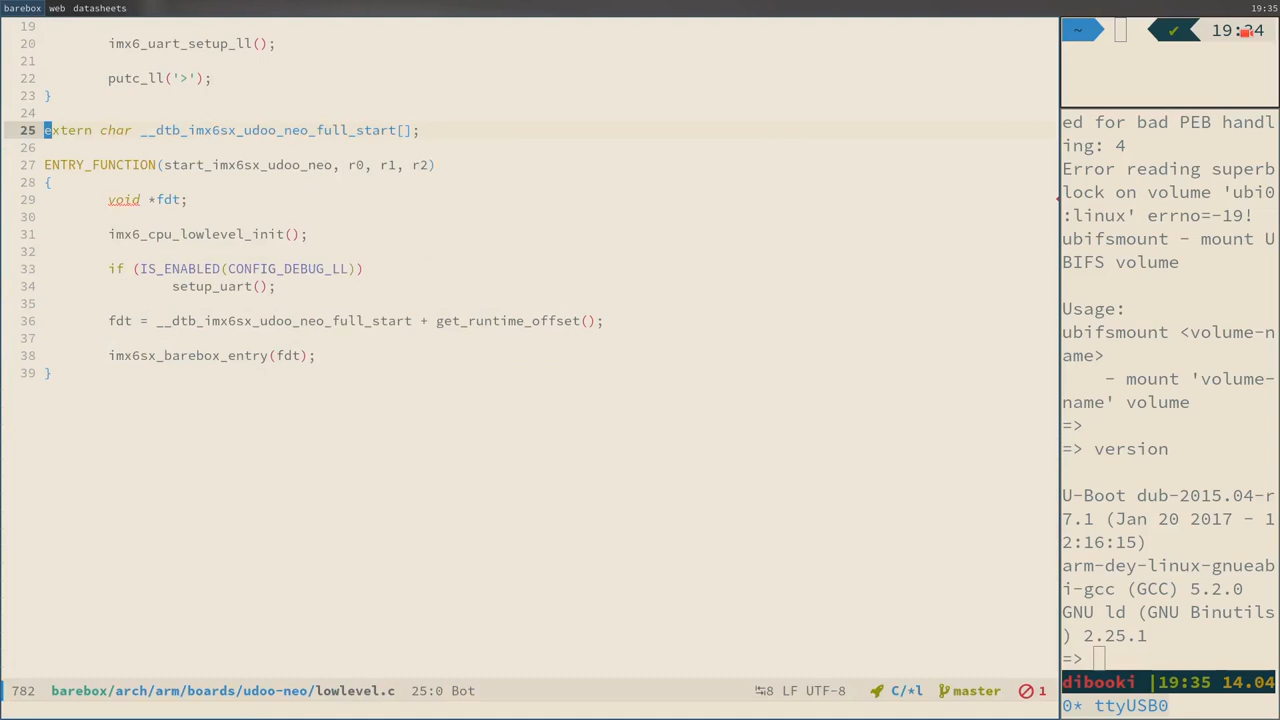 barebox web datasheets 19:35
19
20 imx6_uart_setup_ll();
21
22 putc_ll('>');
23 }
24
25 extern char __dtb_imx6sx_udoo_neo_full_start[];
26
27 ENTRY_FUNCTION(start_imx6sx_udoo_neo, r0, r1, r2)
28 {
29 void *fdt;
30
31 imx6_cpu_lowlevel_init();
32
33 if (IS_ENABLED(CONFIG_DEBUG_LL))
34 setup_uart();
35
36 fdt = __dtb_imx6sx_udoo_neo_full_start + get_runtime_offset();
37
38 imx6sx_barebox_entry(fdt);
39 }
782 barebox/arch/arm/boards/udoo-neo/lowlevel.c 25:0 Bot LF UTF-8 C/*l master 1
~ ✔ 19:34
ed for bad PEB handl
ing: 4
Error reading superb
lock on volume 'ubi0
:linux' errno=-19!
ubifsmount - mount U
BIFS volume
Usage:
ubifsmount <volume-n
ame>
- mount 'volume-
name' volume
=>
=> version
U-Boot dub-2015.04-r
7.1 (Jan 20 2017 - 1
2:16:15)
arm-dey-linux-gnueab
i-gcc (GCC) 5.2.0
GNU ld (GNU Binutils
) 2.25.1
=>
dibooki |19:35 14.04
0* ttyUSB0